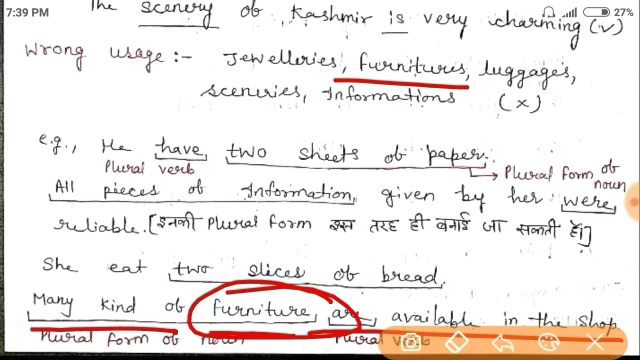 7:39 PM 27%
The scenery of Kashmir is very charming (✓)
Wrong usage :- Jewelleries, furnitures, luggages,
sceneries, Informations (×)
e.g., He have two sheets of paper.
Plural verb → Plural form of noun
All pieces of Information given by her were
reliable. [इनकी Plural form इस तरह ही बनाई जा सकती है।]
She eat two slices of bread.
Many kind of furniture are available in the shop
Plural form of noun Plural verb